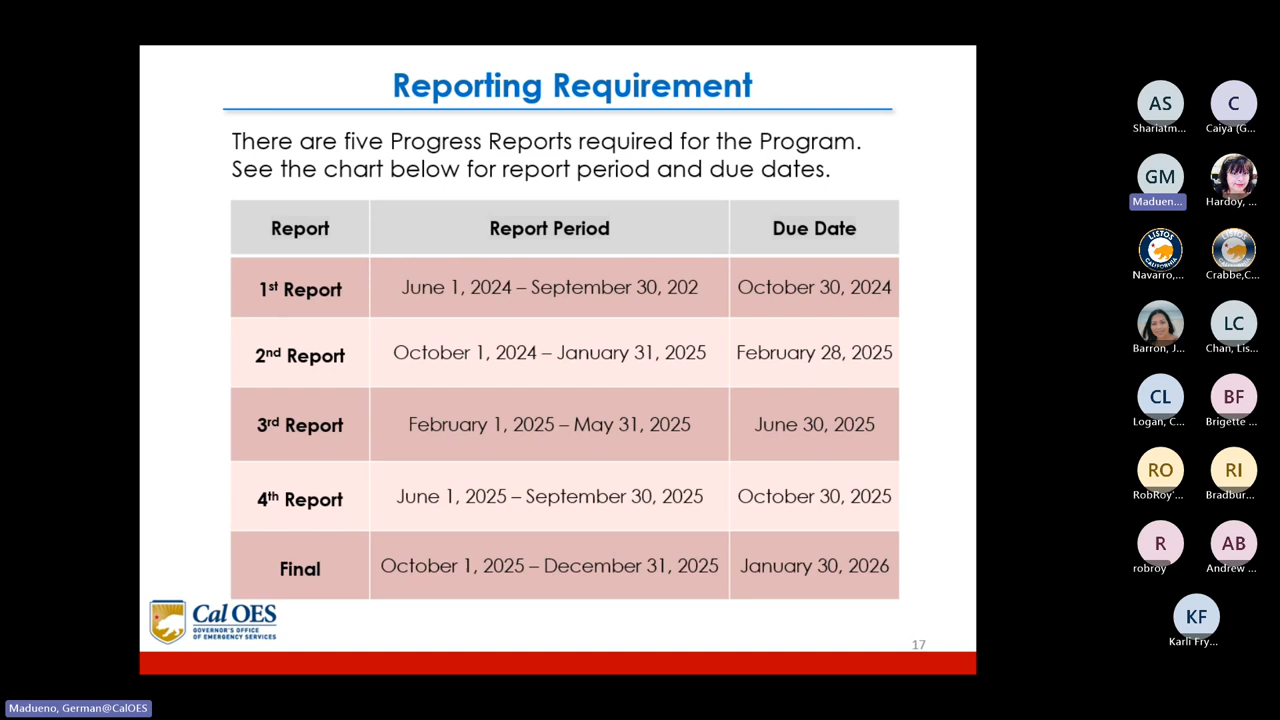 Reporting Requirement
There are five Progress Reports required for the Program.
See the chart below for report period and due dates.
Report Report Period Due Date
1st Report June 1, 2024 – September 30, 202 October 30, 2024
2nd Report October 1, 2024 – January 31, 2025 February 28, 2025
3rd Report February 1, 2025 – May 31, 2025 June 30, 2025
4th Report June 1, 2025 – September 30, 2025 October 30, 2025
Final October 1, 2025 – December 31, 2025 January 30, 2026
Cal OES
GOVERNOR'S OFFICE
OF EMERGENCY SERVICES
17
AS C
Shariatm... Caiya (G...
GM
Maduen... Hardoy, ...
LISTOS LISTOS
CALIFORNIA
Navarro,... Crabbe,C...
LC
Barron, J... Chan, Lis...
CL BF
Logan, C... Brigette ...
RO RI
RobRoy'... Bradbur...
R AB
robroy Andrew ...
KF
Karli Fry...
Madueno, German@CalOES